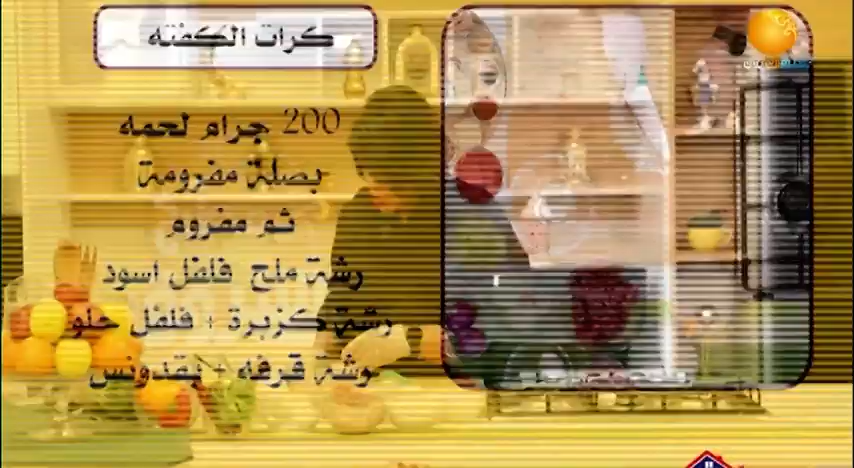 كرات الكفته
200 جرام لحمه
بصلة مفرومة
ثم مفروم
رشة ملح فلفل اسود
رشة كزبرة + فلفل حلو
رشة قرفه + بقدونس